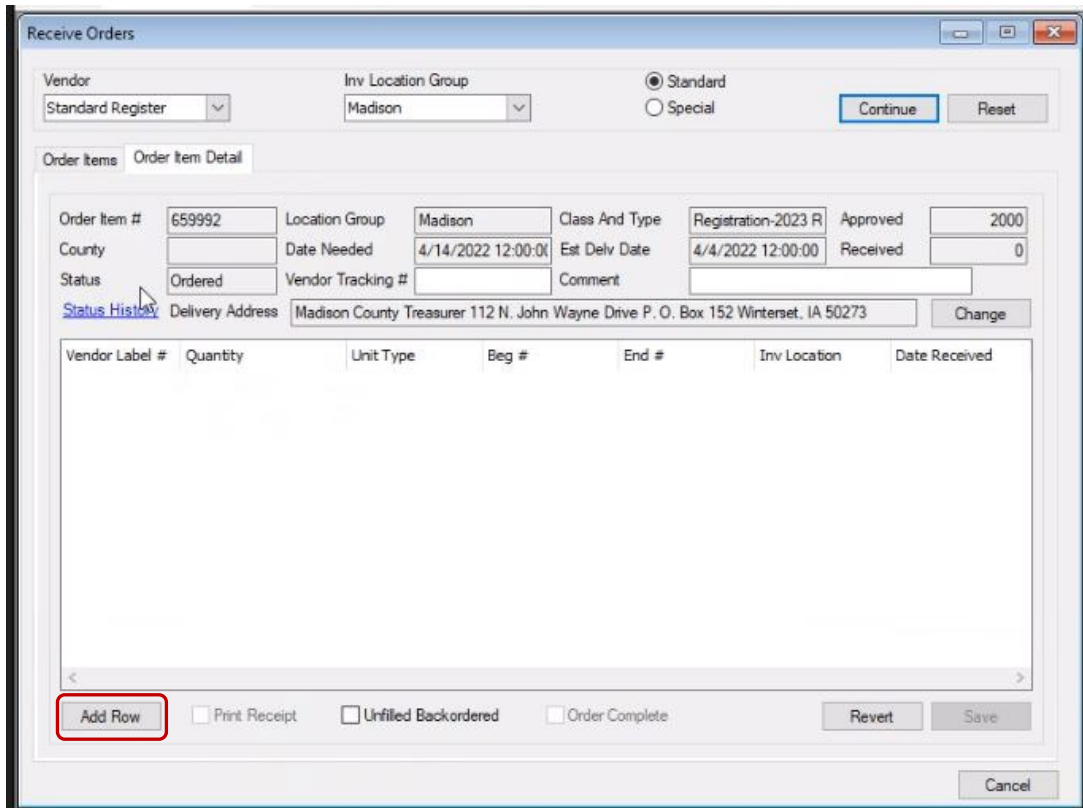 Receive Orders
Vendor Inv Location Group Standard
Standard Register Madison Special Continue Reset
Order Items Order Item Detail
Order Item # 659992 Location Group Madison Class And Type Registration-2023 R Approved 2000
County Date Needed 4/14/2022 12:00:00 Est Delv Date 4/4/2022 12:00:00 Received 0
Status Ordered Vendor Tracking # Comment
Status History Delivery Address Madison County Treasurer 112 N. John Wayne Drive P. O. Box 152 Winterset, IA 50273 Change
Vendor Label # Quantity Unit Type Beg # End # Inv Location Date Received
Add Row Print Receipt Unfilled Backordered Order Complete Revert Save
Cancel